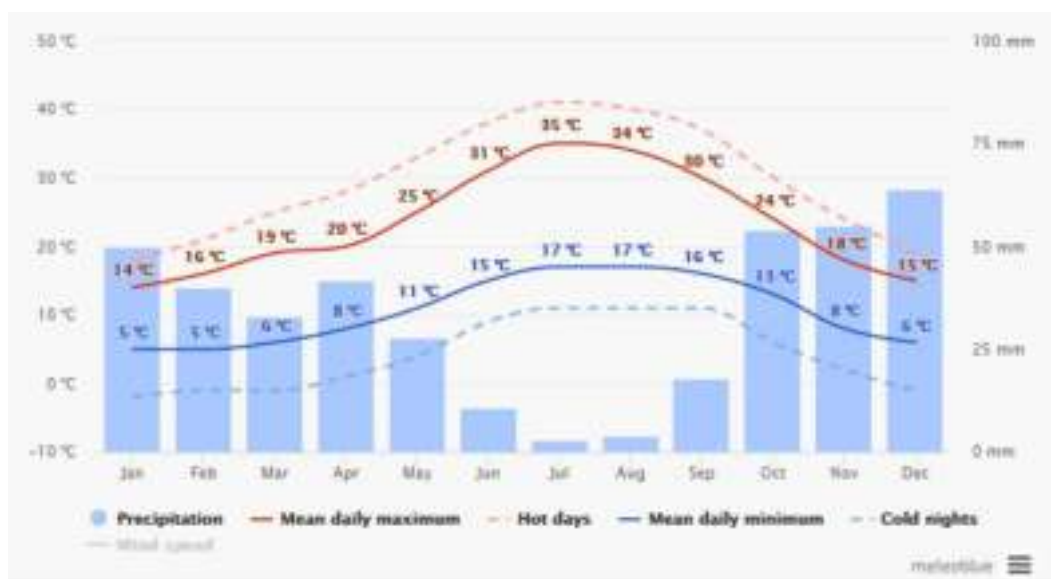 50 °C
100 mm
40 °C
35 °C
34 °C
75 mm
31 °C
30 °C
30 °C
25 °C
24 °C
20 °C
19 °C
20 °C
18 °C
50 mm
16 °C
17 °C
17 °C
16 °C
14 °C
15 °C
15 °C
13 °C
10 °C
11 °C
5 °C
5 °C
6 °C
8 °C
8 °C
6 °C
25 mm
0 °C
-10 °C
0 mm
Jan Feb Mar Apr May Jun Jul Aug Sep Oct Nov Dec
Precipitation Mean daily maximum Hot days Mean daily minimum Cold nights
Wind speed
meteoblue